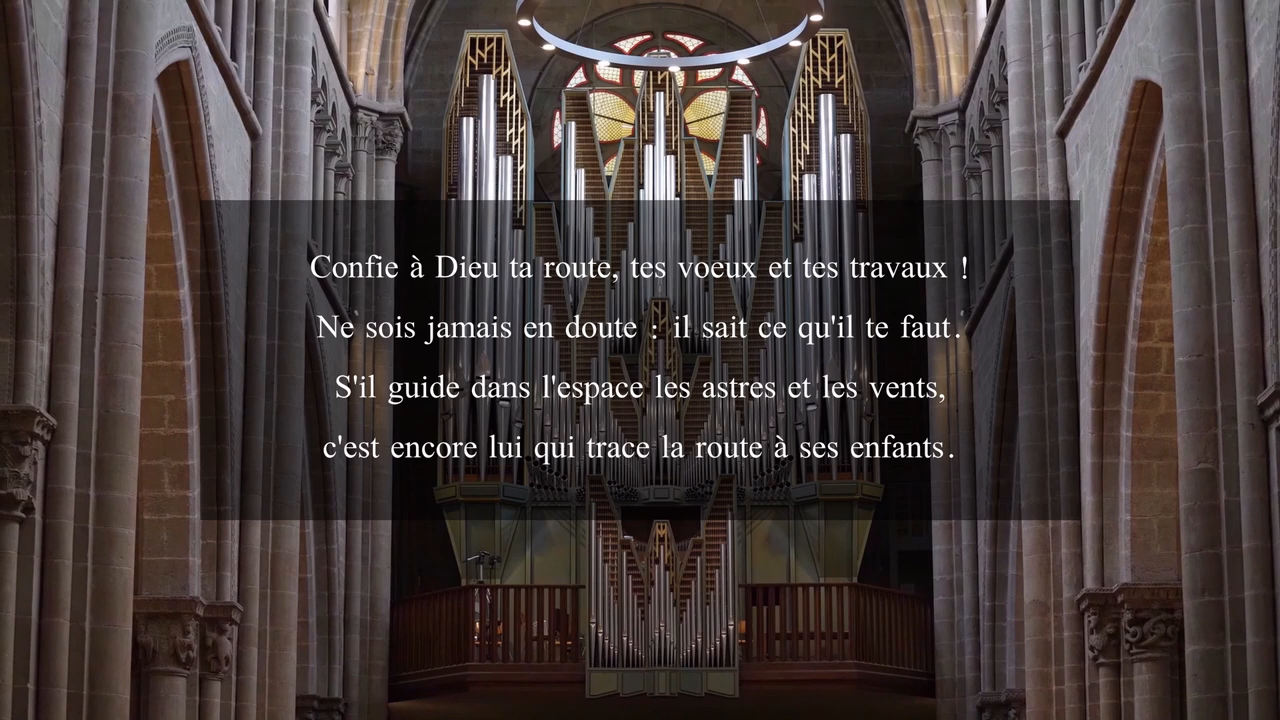 Confie à Dieu ta route, tes voeux et tes travaux !
Ne sois jamais en doute : il sait ce qu'il te faut.
S'il guide dans l'espace les astres et les vents,
c'est encore lui qui trace la route à ses enfants.